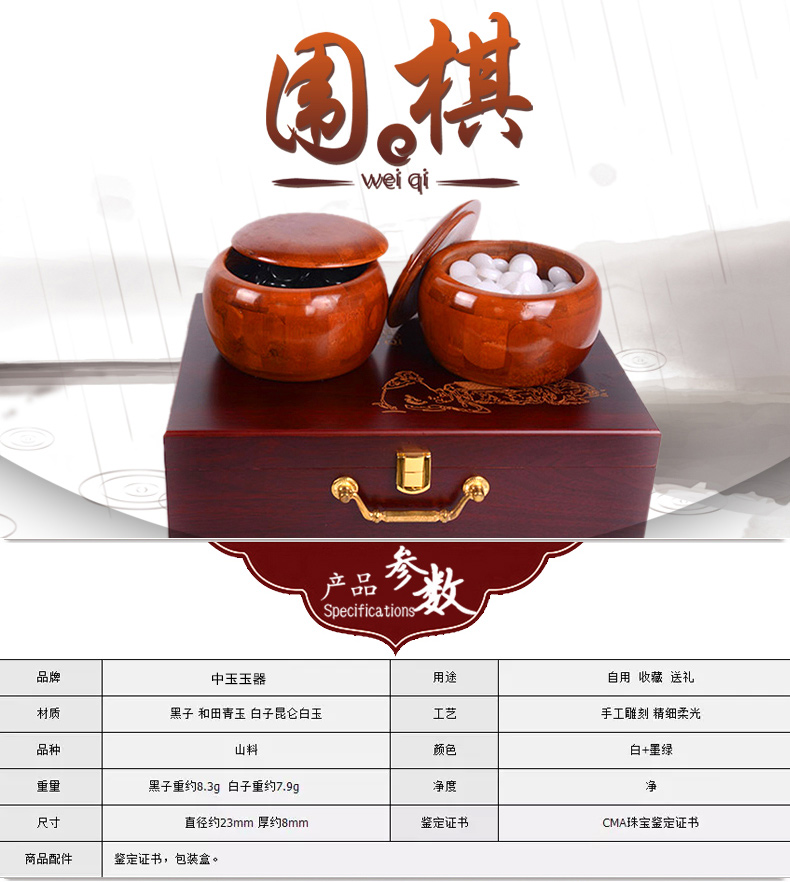 围棋
wei qi
产品参数
Specifications
品牌 中玉玉器 用途 自用 收藏 送礼
材质 黑子 和田青玉 白子昆仑白玉 工艺 手工雕刻 精细柔光
品种 山料 颜色 白+墨绿
重量 黑子重约8.3g 白子重约7.9g 净度 净
尺寸 直径约23mm 厚约8mm 鉴定证书 CMA珠宝鉴定证书
商品配件 鉴定证书，包装盒。